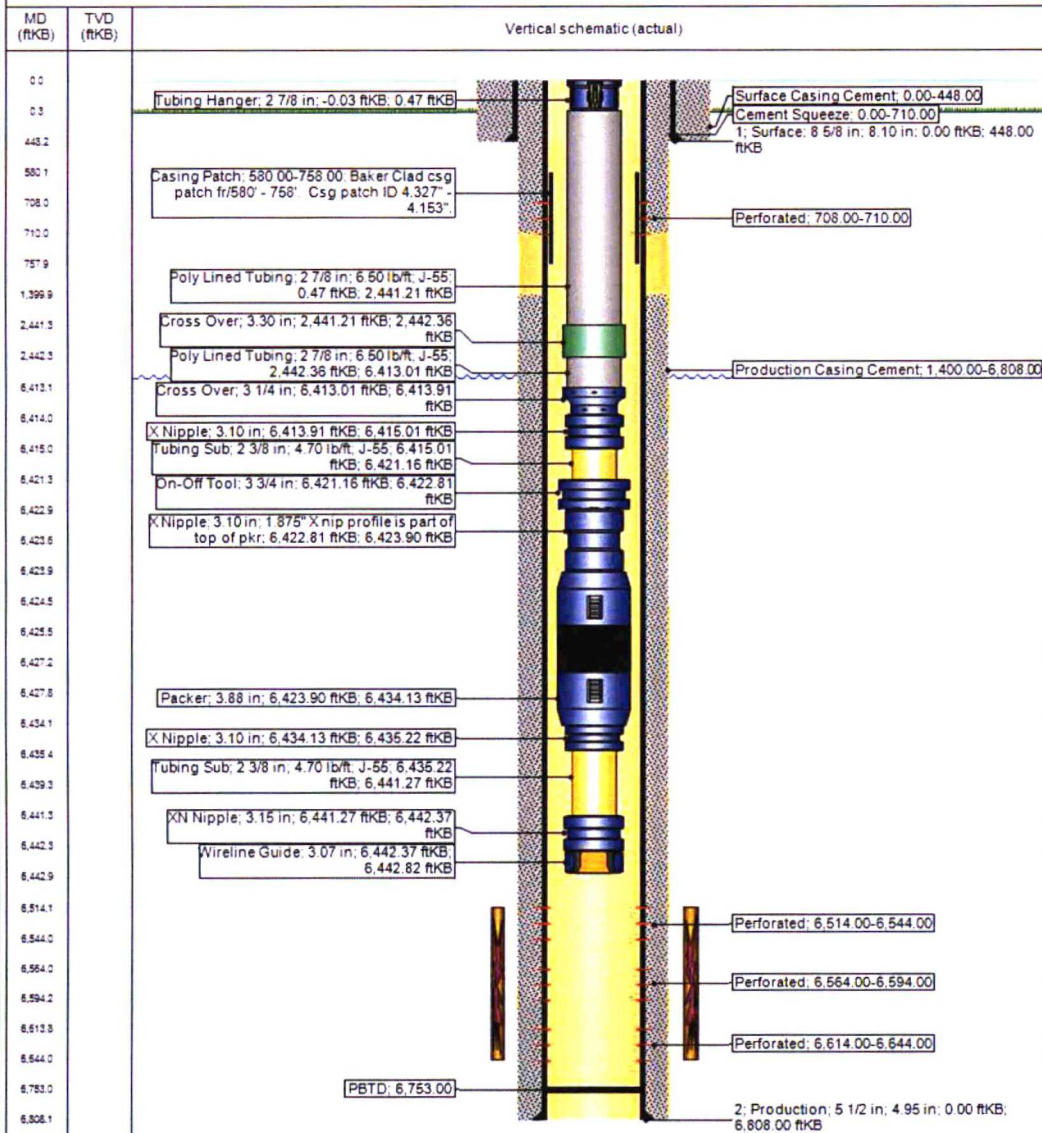 MD
(ftKB)
TVD
(ftKB)
Vertical schematic (actual)
0.0
0.3
448.2
580.1
708.0
710.0
757.9
1,399.9
2,441.3
2,442.3
6,413.1
6,414.0
6,415.0
6,421.3
6,422.9
6,423.6
6,423.9
6,424.5
6,425.5
6,427.2
6,427.8
6,434.1
6,435.4
6,439.3
6,441.3
6,442.3
6,442.9
6,514.1
6,544.0
6,564.0
6,594.2
6,613.8
6,644.0
6,753.0
6,808.1
Tubing Hanger; 2 7/8 in; -0.03 ftKB; 0.47 ftKB
Casing Patch; 580.00-758.00; Baker Clad csg
patch fr/580' - 758'. Csg patch ID 4.327" -
4.153".
Poly Lined Tubing; 2 7/8 in; 6.50 lb/ft; J-55;
0.47 ftKB; 2,441.21 ftKB
Cross Over; 3.30 in; 2,441.21 ftKB; 2,442.36
ftKB
Poly Lined Tubing; 2 7/8 in; 6.50 lb/ft; J-55;
2,442.36 ftKB; 6,413.01 ftKB
Cross Over; 3 1/4 in; 6,413.01 ftKB; 6,413.91
ftKB
X Nipple; 3.10 in; 6,413.91 ftKB; 6,415.01 ftKB
Tubing Sub; 2 3/8 in; 4.70 lb/ft; J-55; 6,415.01
ftKB; 6,421.16 ftKB
On-Off Tool; 3 3/4 in; 6,421.16 ftKB; 6,422.81
ftKB
X Nipple; 3.10 in; 1.875" X nip profile is part of
top of pkr; 6,422.81 ftKB; 6,423.90 ftKB
Packer; 3.88 in; 6,423.90 ftKB; 6,434.13 ftKB
X Nipple; 3.10 in; 6,434.13 ftKB; 6,435.22 ftKB
Tubing Sub; 2 3/8 in; 4.70 lb/ft; J-55; 6,435.22
ftKB; 6,441.27 ftKB
XN Nipple; 3.15 in; 6,441.27 ftKB; 6,442.37
ftKB
Wireline Guide; 3.07 in; 6,442.37 ftKB;
6,442.82 ftKB
PBTD; 6,753.00
Surface Casing Cement; 0.00-448.00
Cement Squeeze; 0.00-710.00
1; Surface; 8 5/8 in; 8.10 in; 0.00 ftKB; 448.00
ftKB
Perforated; 708.00-710.00
Production Casing Cement; 1,400.00-6,808.00
Perforated; 6,514.00-6,544.00
Perforated; 6,564.00-6,594.00
Perforated; 6,614.00-6,644.00
2; Production; 5 1/2 in; 4.95 in; 0.00 ftKB;
6,808.00 ftKB